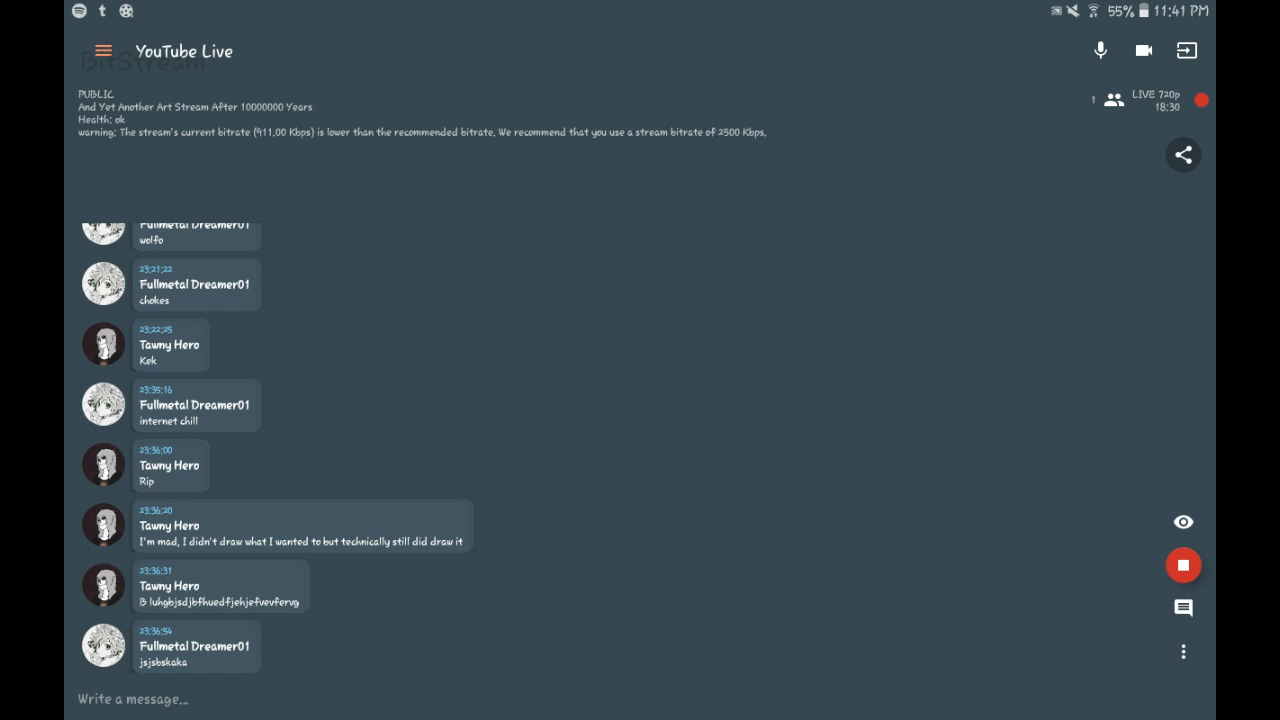 t
55%
11:41 PM
BitStream
YouTube Live
PUBLIC
And Yet Another Art Stream After 10000000 Years
Health: ok
warning: The stream's current bitrate (911.00 Kbps) is lower than the recommended bitrate. We recommend that you use a stream bitrate of 2500 Kbps.
1
LIVE 720p
18:30
Fullmetal Dreamer01
wolfo
23:21:22
Fullmetal Dreamer01
chokes
23:22:25
Tawny Hero
Kek
23:35:16
Fullmetal Dreamer01
internet chill
23:36:00
Tawny Hero
Rip
23:36:20
Tawny Hero
I'm mad, I didn't draw what I wanted to but technically still did draw it
23:36:31
Tawny Hero
B luhgbjsdjbfhuedfjehjefvevfervg
23:36:54
Fullmetal Dreamer01
jsjsbskaka
Write a message...